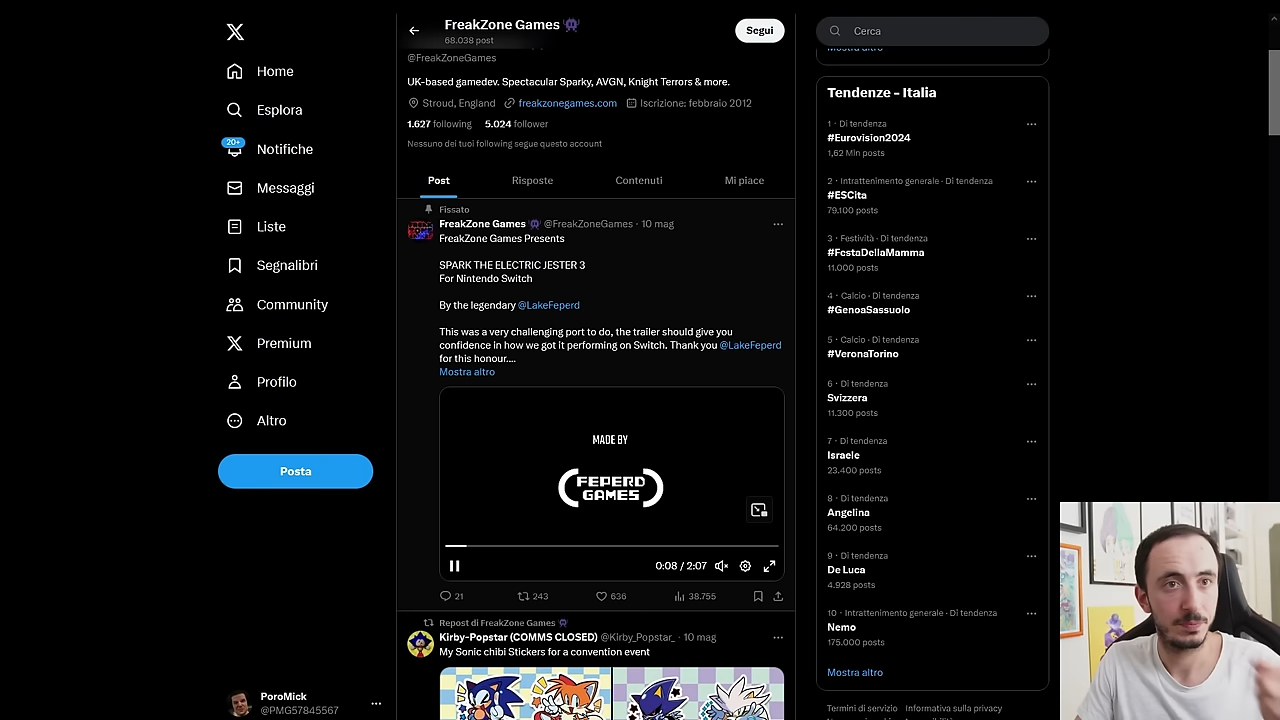 Home
Esplora
20+
Notifiche
Messaggi
Liste
Segnalibri
Community
Premium
Profilo
Altro
Posta
PoroMick
@PMG57845567
FreakZone Games
68.038 post
Segui
@FreakZoneGames
UK-based gamedev. Spectacular Sparky, AVGN, Knight Terrors & more.
Stroud, England freakzonegames.com Iscrizione: febbraio 2012
1.627 following 5.024 follower
Nessuno dei tuoi following segue questo account
Post Risposte Contenuti Mi piace
Fissato
FreakZone Games @FreakZoneGames · 10 mag
FreakZone Games Presents
SPARK THE ELECTRIC JESTER 3
For Nintendo Switch
By the legendary @LakeFeperd
This was a very challenging port to do, the trailer should give you
confidence in how we got it performing on Switch. Thank you @LakeFeperd
for this honour....
Mostra altro
MADE BY
FEPERD
GAMES
0:08 / 2:07
21 243 636 38.755
Repost di FreakZone Games
Kirby-Popstar (COMMS CLOSED) @Kirby_Popstar_ · 10 mag
My Sonic chibi Stickers for a convention event
Cerca
Mostra altro
Tendenze - Italia
1 · Di tendenza
#Eurovision2024
1,62 Mln posts
2 · Intrattenimento generale · Di tendenza
#ESCita
79.100 posts
3 · Festività · Di tendenza
#FestaDellaMamma
11.000 posts
4 · Calcio · Di tendenza
#GenoaSassuolo
5 · Calcio · Di tendenza
#VeronaTorino
6 · Di tendenza
Svizzera
11.300 posts
7 · Di tendenza
Israele
23.400 posts
8 · Di tendenza
Angelina
64.200 posts
9 · Di tendenza
De Luca
4.928 posts
10 · Intrattenimento generale · Di tendenza
Nemo
175.000 posts
Mostra altro
Termini di servizio Informativa sulla privacy